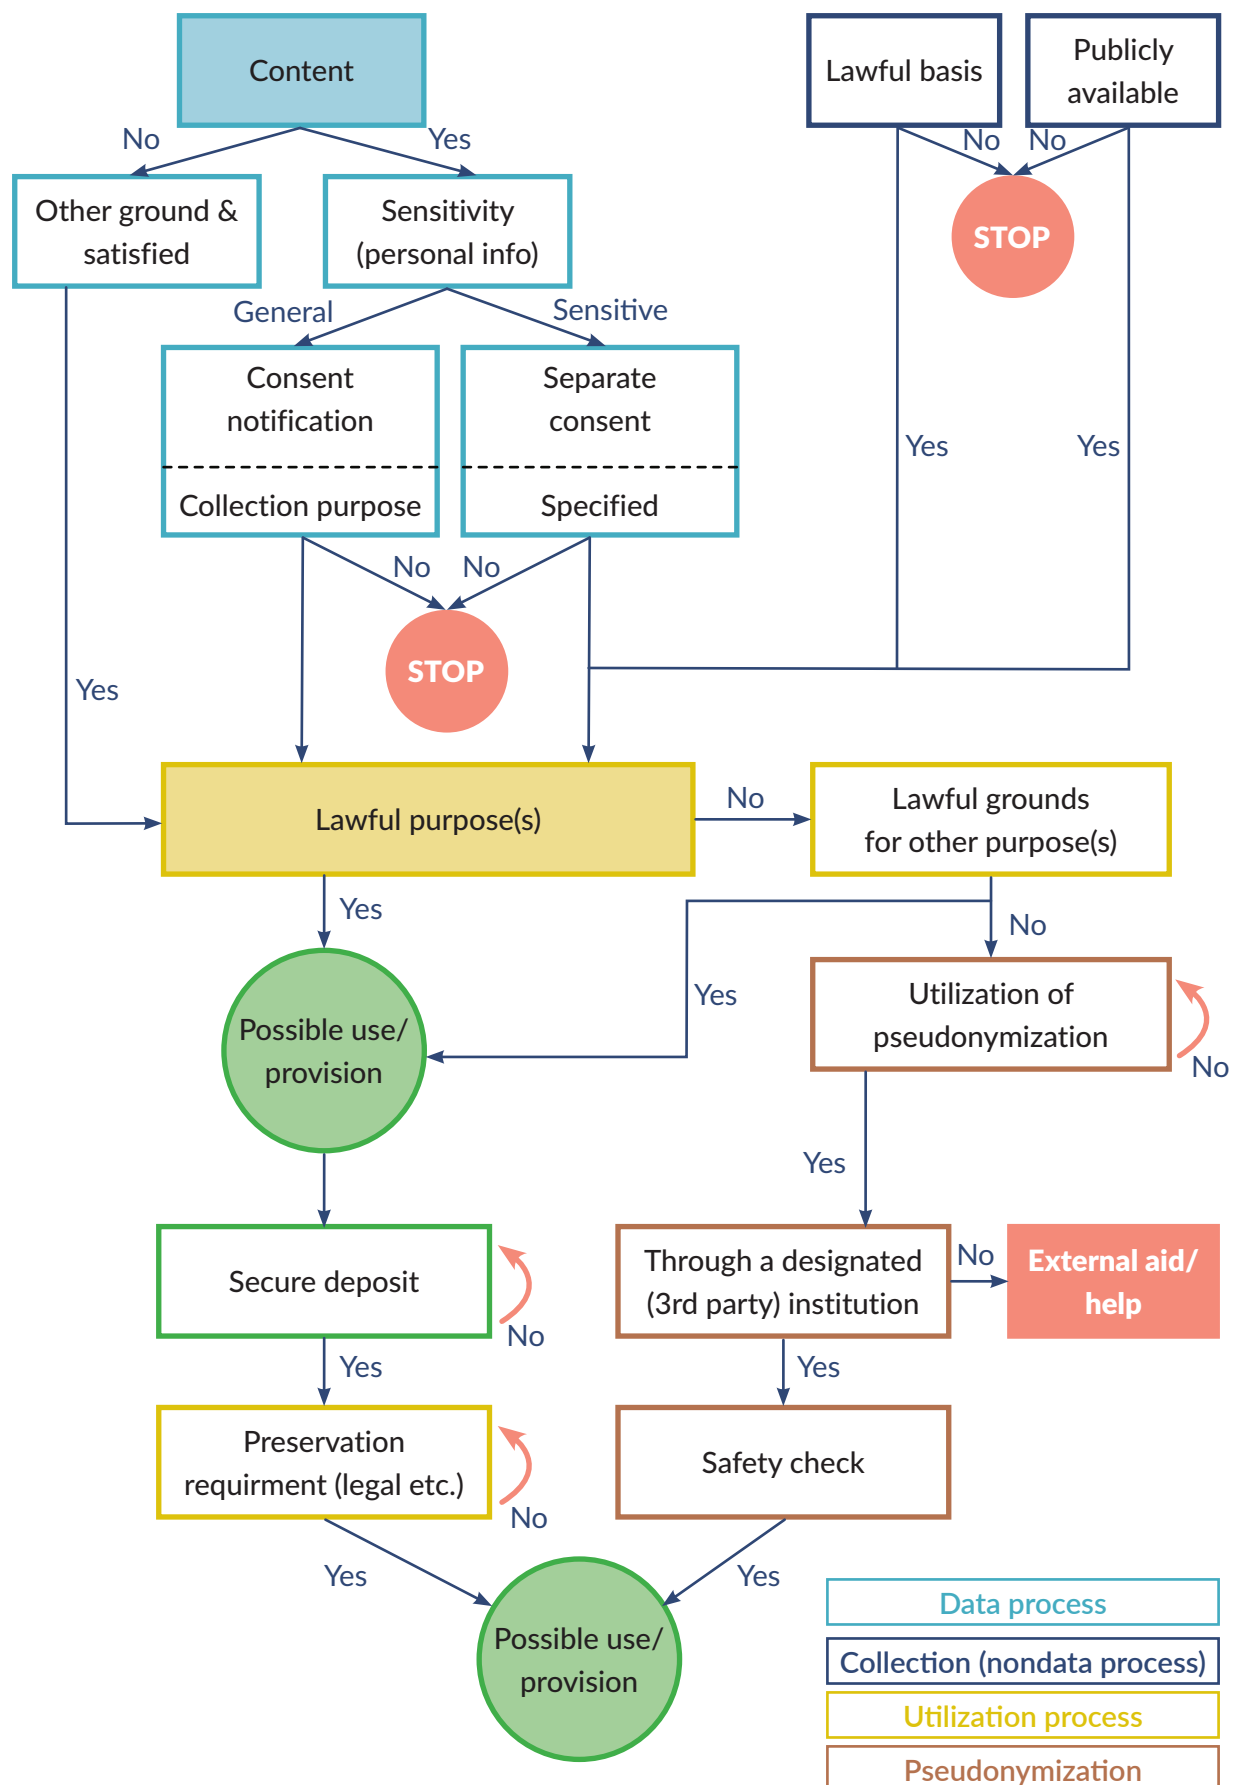 Content
Lawful basis
Publicly
available
No
Yes
No
No
Other ground &
satisfied
Sensitivity
(personal info)
STOP
General
Sensitive
Consent
notification
Collection purpose
Separate
consent
Specified
Yes
Yes
No
No
STOP
Yes
Lawful purpose(s)
No
Lawful grounds
for other purpose(s)
Yes
No
Yes
Possible use/
provision
Utilization of
pseudonymization
No
Yes
Secure deposit
No
Through a designated
(3rd party) institution
No
External aid/
help
Yes
Yes
Preservation
requirment (legal etc.)
No
Safety check
Yes
Yes
Possible use/
provision
Data process
Collection (nondata process)
Utilization process
Pseudonymization